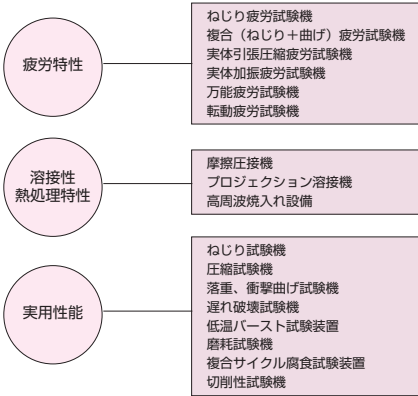 疲労特性
ねじり疲労試験機
複合（ねじり＋曲げ）疲労試験機
実体引張圧縮疲労試験機
実体加振疲労試験機
万能疲労試験機
転動疲労試験機
溶接性
熱処理特性
摩擦圧接機
プロジェクション溶接機
高周波焼入れ設備
実用性能
ねじり試験機
圧縮試験機
落重、衝撃曲げ試験機
遅れ破壊試験機
低温バースト試験装置
磨耗試験機
複合サイクル腐食試験装置
切削性試験機